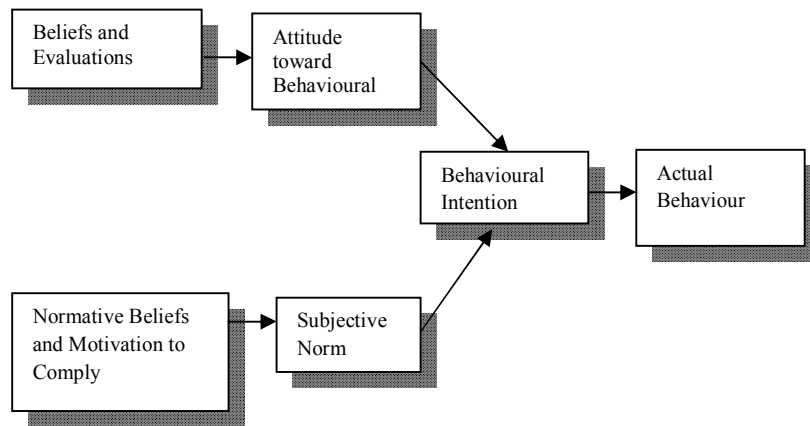 Beliefs and
Evaluations
Attitude
toward
Behavioural
Behavioural
Intention
Actual
Behaviour
Normative Beliefs
and Motivation to
Comply
Subjective
Norm